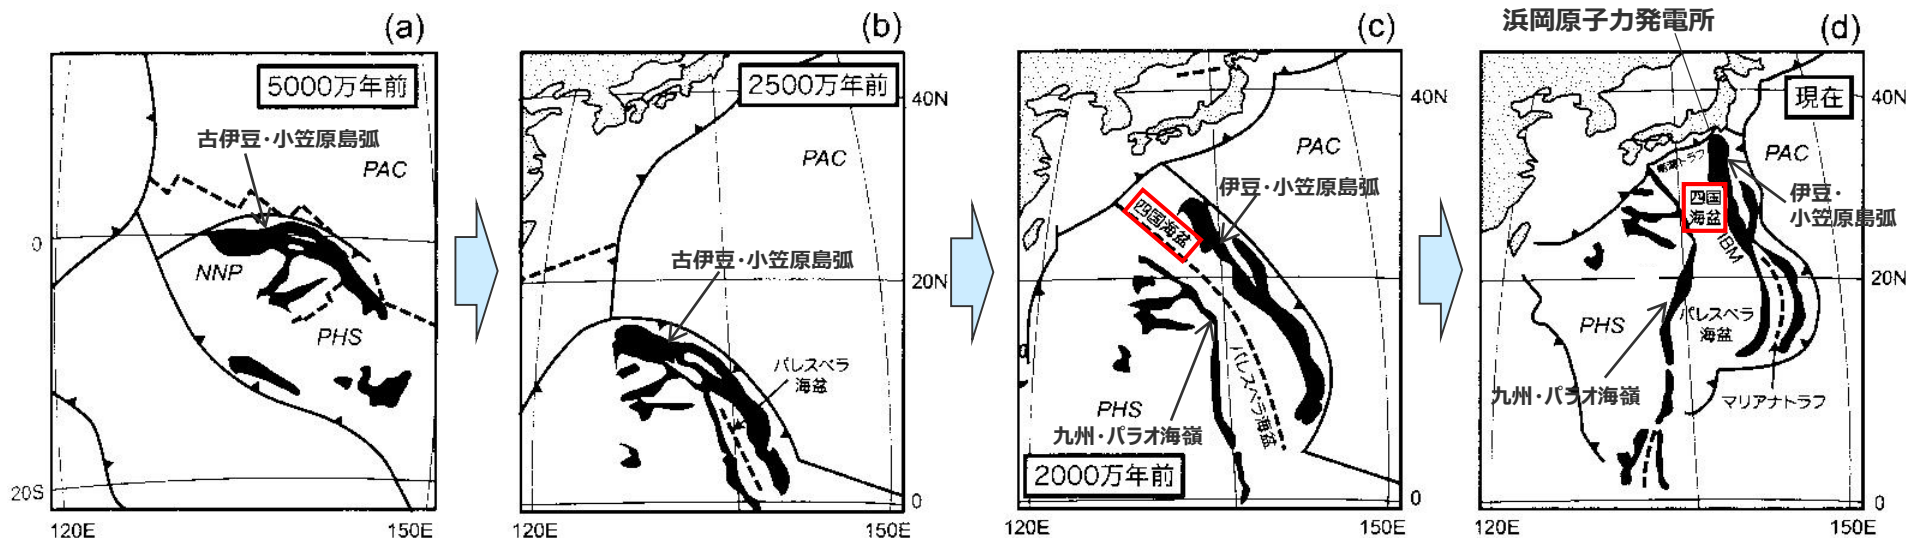 (a)
5000万年前
古伊豆・小笠原島弧
PAC
0
NNP
PHS
20S
120E
150E
(b)
2500万年前
40N
PAC
20N
古伊豆・小笠原島弧
パレスベラ
海盆
0
120E
150E
(c)
40N
PAC
伊豆・小笠原島弧
四国海盆
20N
パレスベラ海盆
PHS
九州・パラオ海嶺
2000万年前
0
120E
150E
浜岡原子力発電所
(d)
現在
40N
PAC
南海トラフ
伊豆・
小笠原島弧
四国
海盆
IBM
20N
PHS
パレスベラ
海盆
九州・パラオ海嶺
マリアナトラフ
0
120E
150E